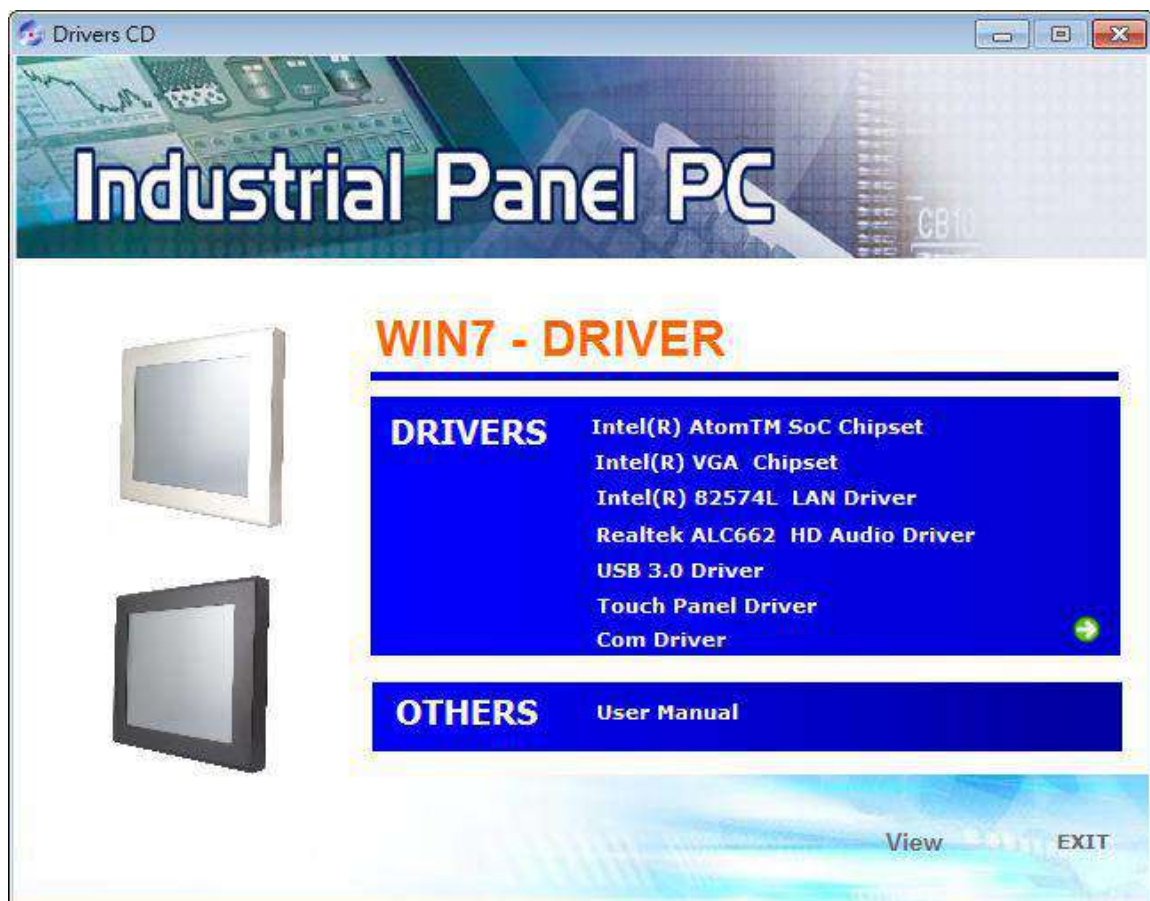 Drivers CD
Industrial Panel PC
CB10
WIN7 - DRIVER
DRIVERS
Intel(R) AtomTM SoC Chipset
Intel(R) VGA Chipset
Intel(R) 82574L LAN Driver
Realtek ALC662 HD Audio Driver
USB 3.0 Driver
Touch Panel Driver
Com Driver
OTHERS
User Manual
View
EXIT